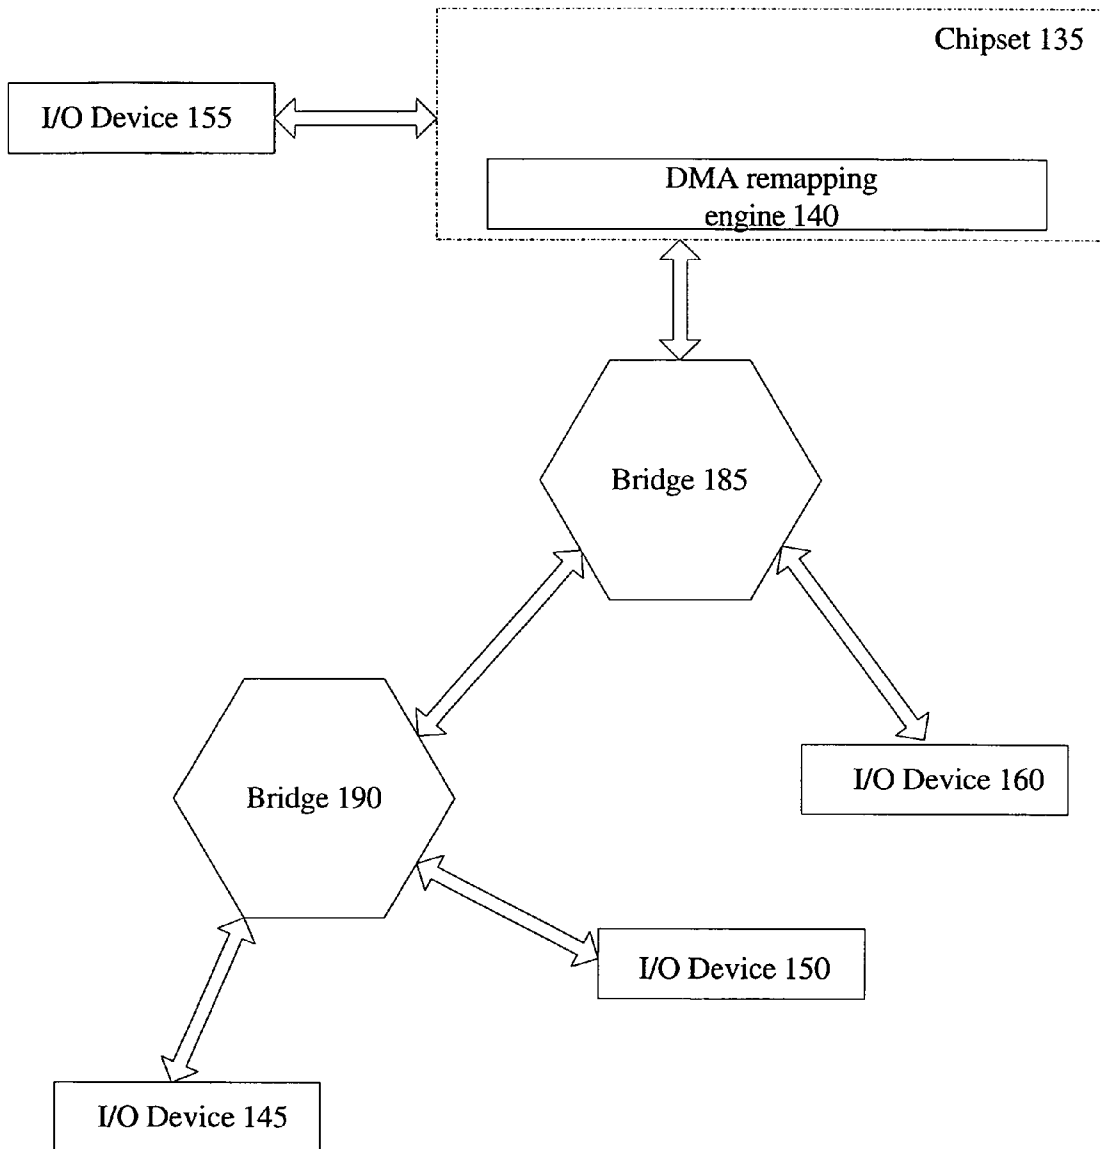 Chipset 135
I/O Device 155
DMA remapping
engine 140
Bridge 185
I/O Device 160
Bridge 190
I/O Device 150
I/O Device 145